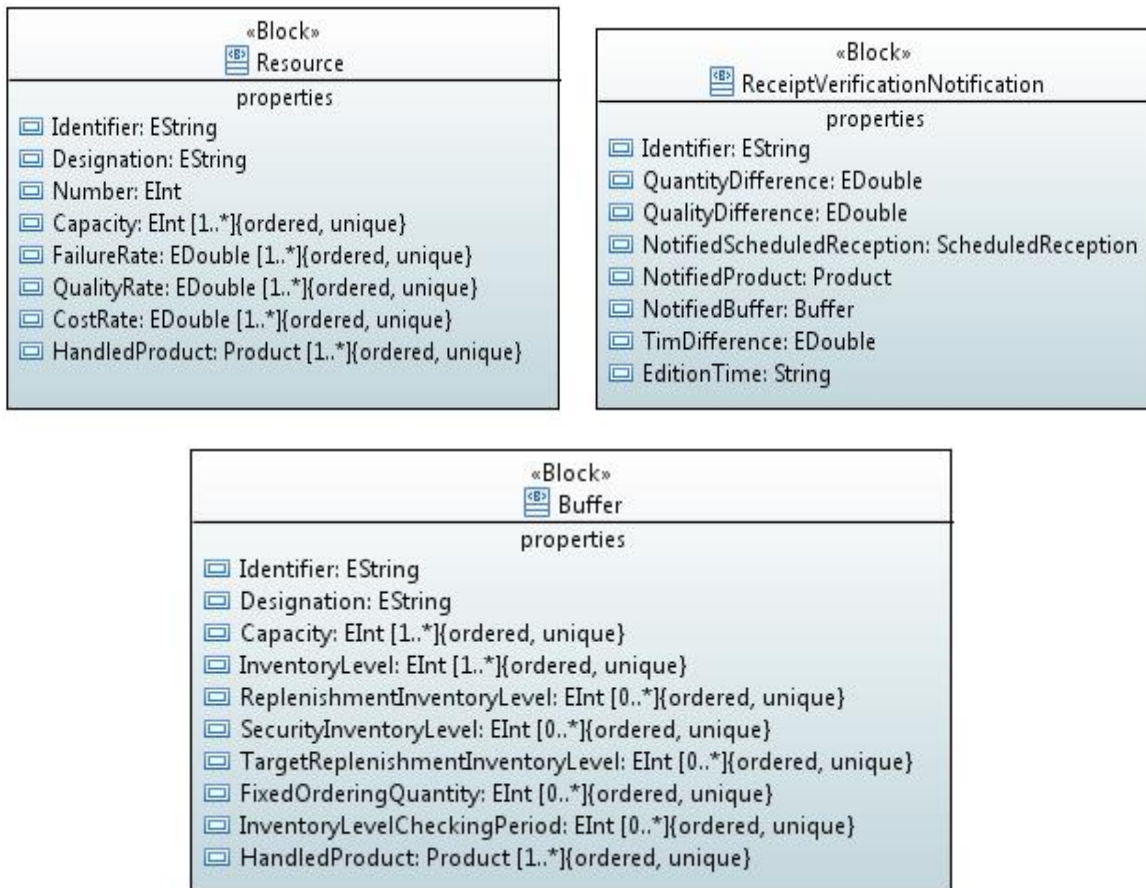 «Block»
Resource
properties
Identifier: EString
Designation: EString
Number: EInt
Capacity: EInt [1..*]{ordered, unique}
FailureRate: EDouble [1..*]{ordered, unique}
QualityRate: EDouble [1..*]{ordered, unique}
CostRate: EDouble [1..*]{ordered, unique}
HandledProduct: Product [1..*]{ordered, unique}
«Block»
ReceiptVerificationNotification
properties
Identifier: EString
QuantityDifference: EDouble
QualityDifference: EDouble
NotifiedScheduledReception: ScheduledReception
NotifiedProduct: Product
NotifiedBuffer: Buffer
TimDifference: EDouble
EditionTime: String
«Block»
Buffer
properties
Identifier: EString
Designation: EString
Capacity: EInt [1..*]{ordered, unique}
InventoryLevel: EInt [1..*]{ordered, unique}
ReplenishmentInventoryLevel: EInt [0..*]{ordered, unique}
SecurityInventoryLevel: EInt [0..*]{ordered, unique}
TargetReplenishmentInventoryLevel: EInt [0..*]{ordered, unique}
FixedOrderingQuantity: EInt [0..*]{ordered, unique}
InventoryLevelCheckingPeriod: EInt [0..*]{ordered, unique}
HandledProduct: Product [1..*]{ordered, unique}